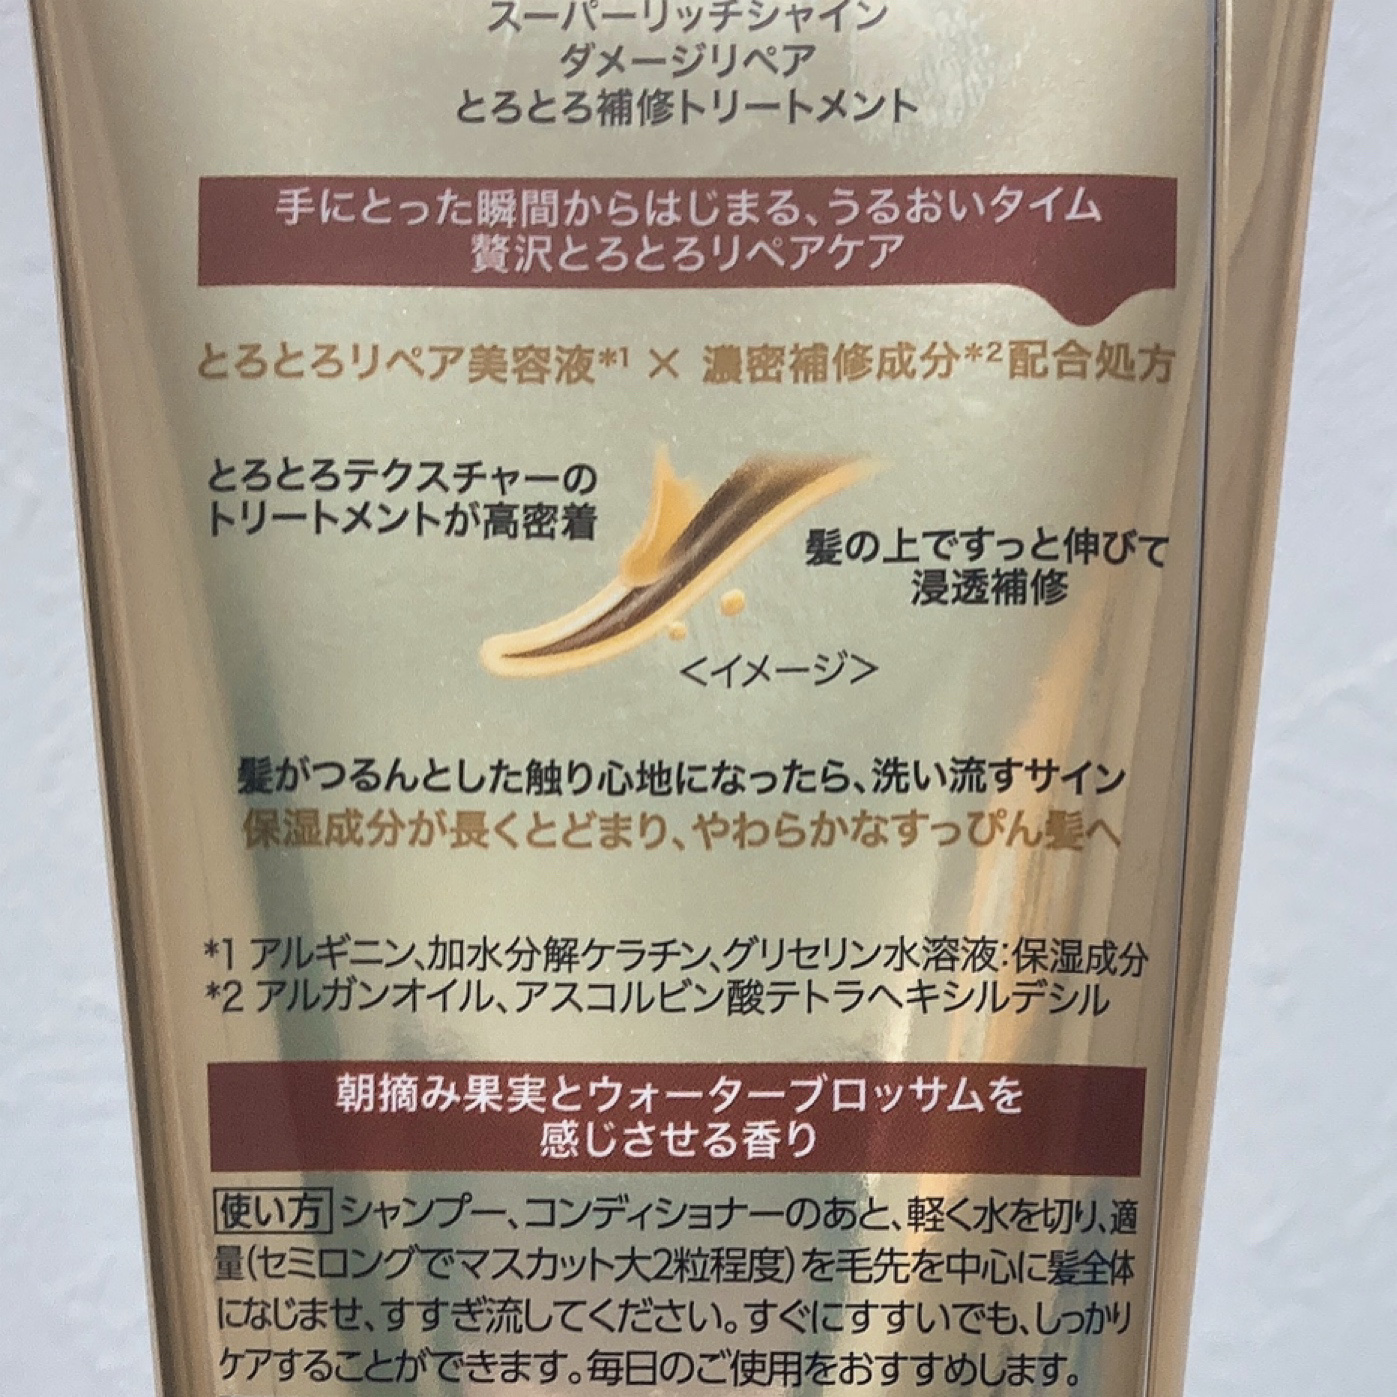 スーパーリッチシャイン
ダメージリペア
とろとろ補修トリートメント
手にとった瞬間からはじまる、うるおいタイム
贅沢とろとろリペアケア
とろとろリペア美容液*1 × 濃密補修成分*2配合処方
とろとろテクスチャーの
トリートメントが高密着
髪の上ですっと伸びて
浸透補修
<イメージ>
髪がつるんとした触り心地になったら、洗い流すサイン
保湿成分が長くとどまり、やわらかなすっぴん髪へ
*1 アルギニン、加水分解ケラチン、グリセリン水溶液:保湿成分
*2 アルガンオイル、アスコルビン酸テトラヘキシルデシル
朝摘み果実とウォーターブロッサムを
感じさせる香り
使い方 シャンプー、コンディショナーのあと、軽く水を切り、適
量(セミロングでマスカット大2粒程度)を毛先を中心に髪全体
になじませ、すすぎ流してください。すぐにすすいでも、しっかり
ケアすることができます。毎日のご使用をおすすめします。